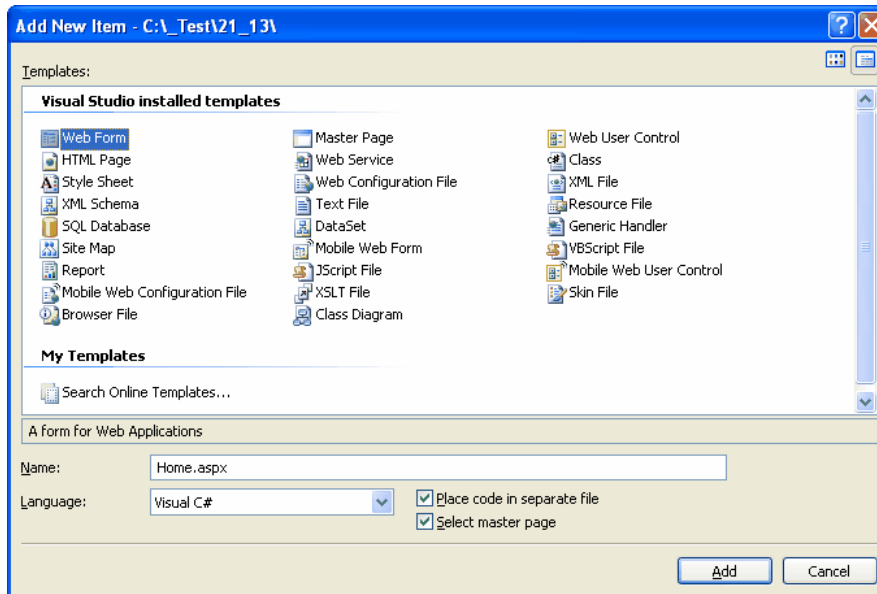 Add New Item - C:\_Test\21_13\
Templates:
Visual Studio installed templates
Web Form Master Page Web User Control
HTML Page Web Service Class
Style Sheet Web Configuration File XML File
XML Schema Text File Resource File
SQL Database DataSet Generic Handler
Site Map Mobile Web Form VBScript File
Report JScript File Mobile Web User Control
Mobile Web Configuration File XSLT File Skin File
Browser File Class Diagram
My Templates
Search Online Templates...
A form for Web Applications
Name: Home.aspx
Language: Visual C# Place code in separate file
Select master page
Add Cancel